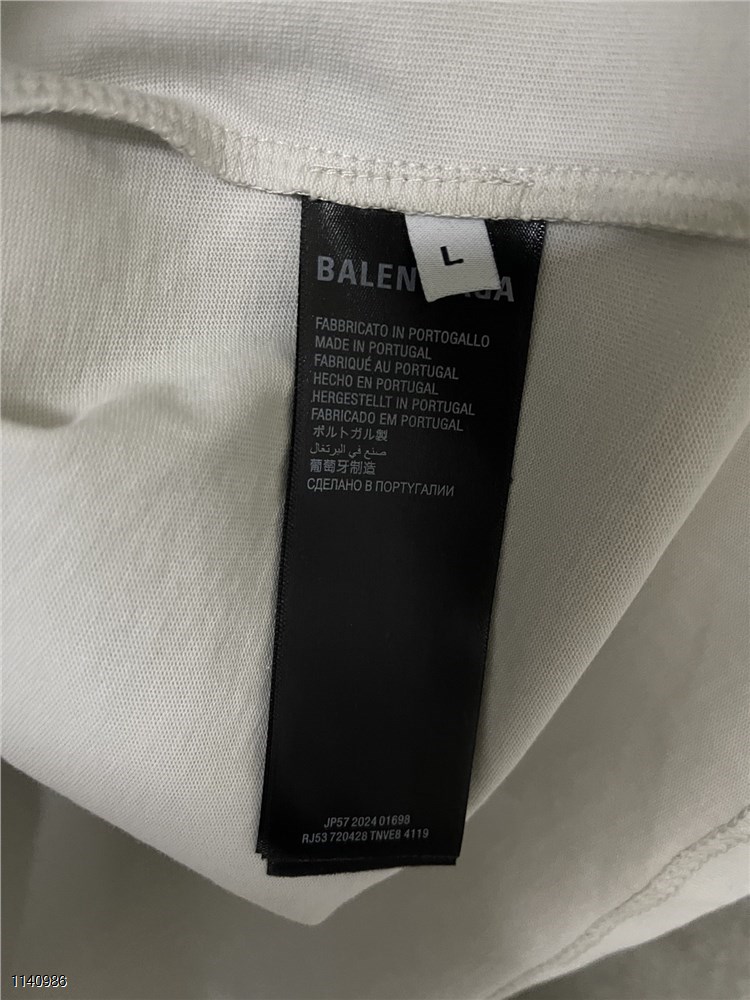 L
BALEN GA
FABBRICATO IN PORTOGALLO
MADE IN PORTUGAL
FABRIQUÉ AU PORTUGAL
HECHO EN PORTUGAL
HERGESTELLT IN PORTUGAL
FABRICADO EM PORTUGAL
ポルトガル製
صنع في البرتغال
葡萄牙制造
СДЕЛАНО В ПОРТУГАЛИИ
JP57 2024 01698
RJ53 720428 TNVE8 4119
1140986